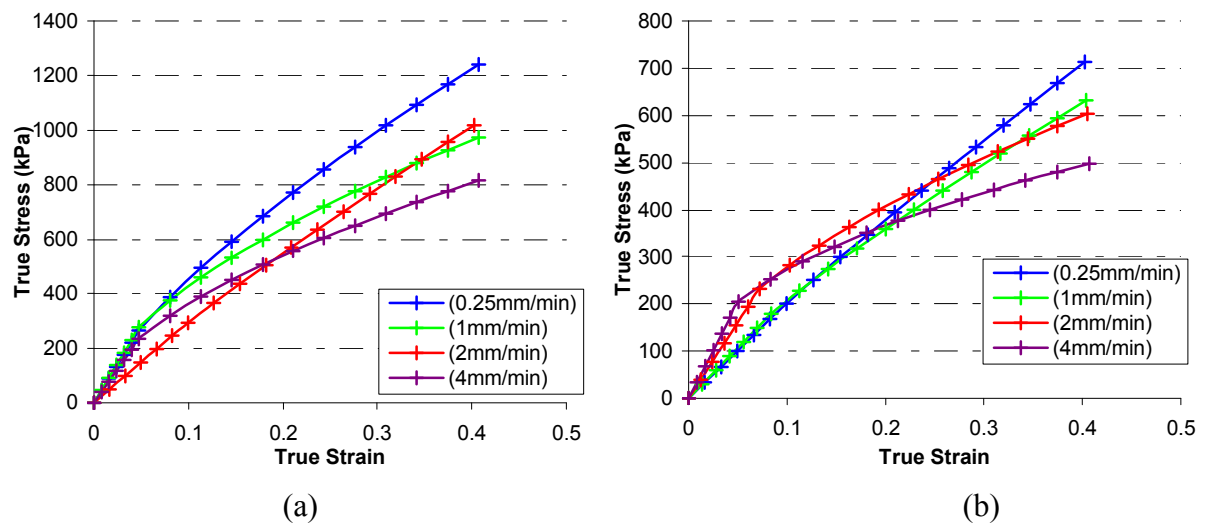 1400
1200
1000
800
600
400
200
0
0
0.1
0.2
0.3
0.4
0.5
True Stress (kPa)
True Strain
(0.25mm/min)
(1mm/min)
(2mm/min)
(4mm/min)
(a)
800
700
600
500
400
300
200
100
0
0
0.1
0.2
0.3
0.4
0.5
True Stress (kPa)
True Strain
(0.25mm/min)
(1mm/min)
(2mm/min)
(4mm/min)
(b)